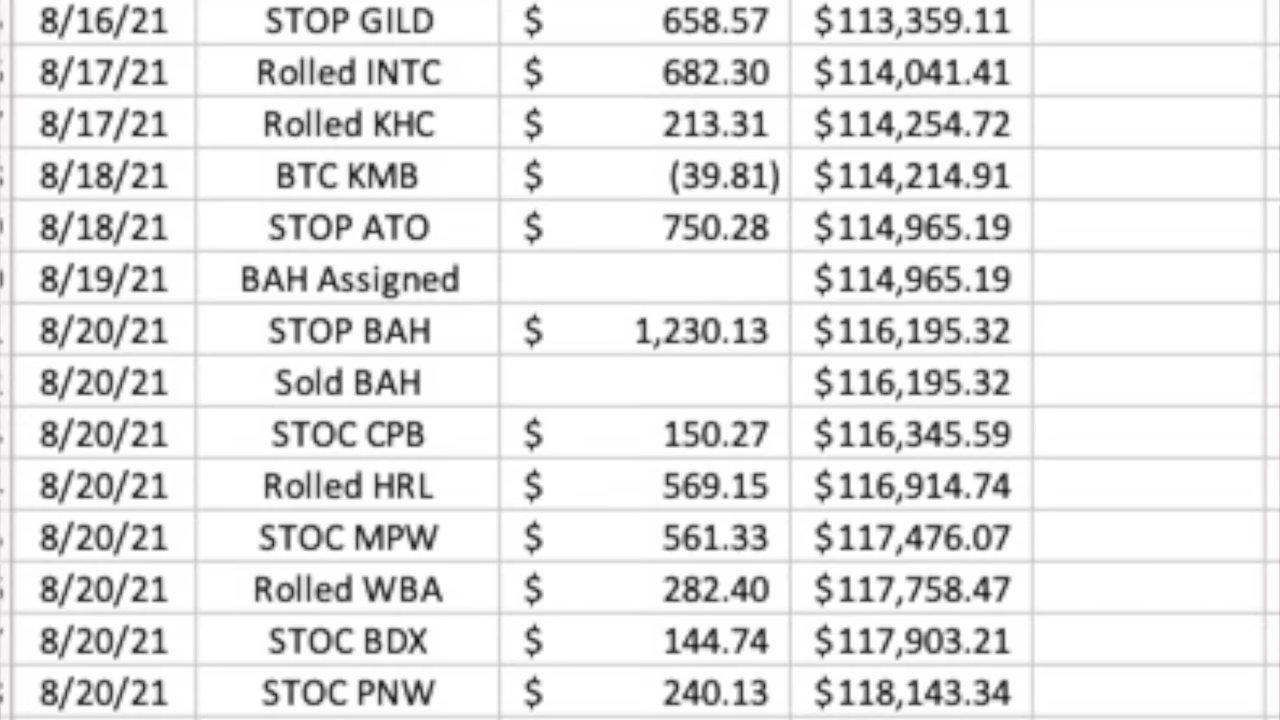 8/16/21 STOP GILD $ 658.57 $113,359.11
8/17/21 Rolled INTC $ 682.30 $114,041.41
8/17/21 Rolled KHC $ 213.31 $114,254.72
8/18/21 BTC KMB $ (39.81) $114,214.91
8/18/21 STOP ATO $ 750.28 $114,965.19
8/19/21 BAH Assigned $114,965.19
8/20/21 STOP BAH $ 1,230.13 $116,195.32
8/20/21 Sold BAH $116,195.32
8/20/21 STOC CPB $ 150.27 $116,345.59
8/20/21 Rolled HRL $ 569.15 $116,914.74
8/20/21 STOC MPW $ 561.33 $117,476.07
8/20/21 Rolled WBA $ 282.40 $117,758.47
8/20/21 STOC BDX $ 144.74 $117,903.21
8/20/21 STOC PNW $ 240.13 $118,143.34